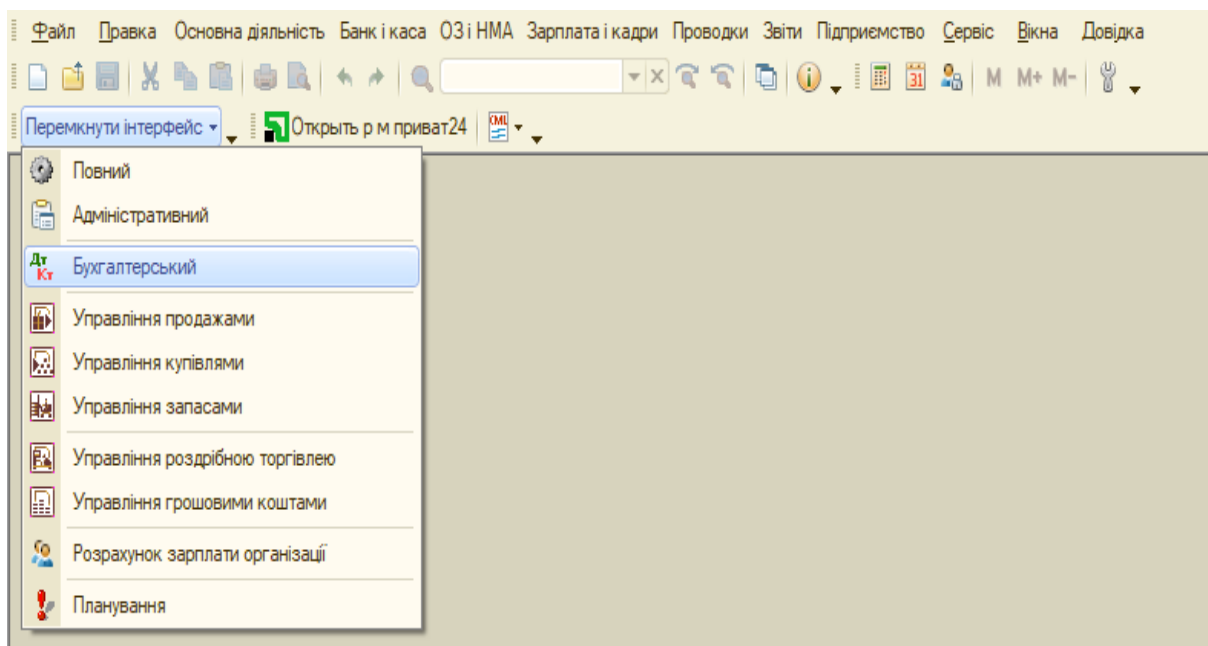 Файл Правка Основна діяльність Банк і каса ОЗ і НМА Зарплата і кадри Проводки Звіти Підприємство Сервіс Вікна Довідка
31 M M+ M-
Перемкнути інтерфейс Открыть р м приват24 CML
Повний
Адміністративний
Дт Кт Бухгалтерський
Управління продажами
Управління купівлями
Управління запасами
Управління роздрібною торгівлею
Управління грошовими коштами
Розрахунок зарплати організації
Планування